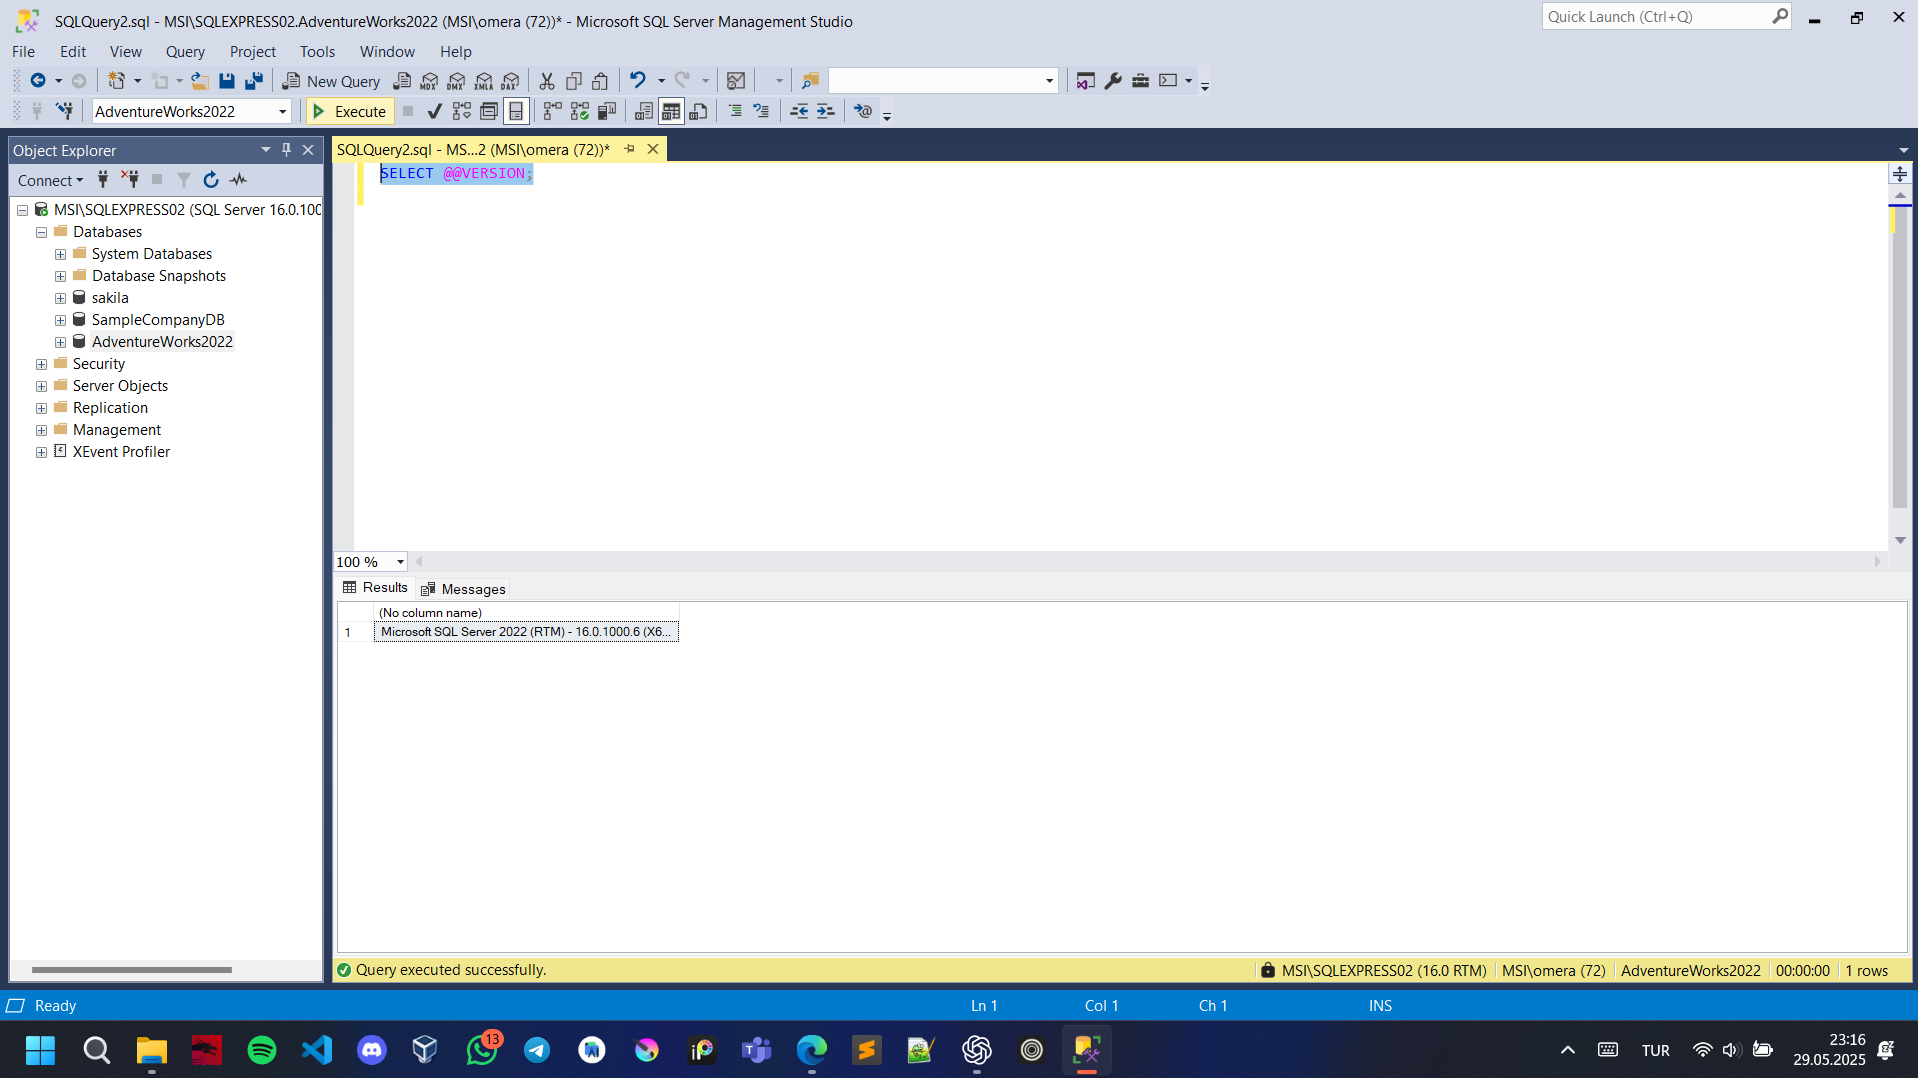 SQLQuery2.sql - MSI\SQLEXPRESS02.AdventureWorks2022 (MSI\omera (72))* - Microsoft SQL Server Management Studio
Quick Launch (Ctrl+Q)
File Edit View Query Project Tools Window Help
New Query MDX DMX XMLA DAX
AdventureWorks2022 Execute
Object Explorer
SQLQuery2.sql - MS...2 (MSI\omera (72))*
Connect
SELECT @@VERSION;
MSI\SQLEXPRESS02 (SQL Server 16.0.100
Databases
System Databases
Database Snapshots
sakila
SampleCompanyDB
AdventureWorks2022
Security
Server Objects
Replication
Management
XEvent Profiler
100 %
Results Messages
(No column name)
1 Microsoft SQL Server 2022 (RTM) - 16.0.1000.6 (X6...
Query executed successfully.
MSI\SQLEXPRESS02 (16.0 RTM) MSI\omera (72) AdventureWorks2022 00:00:00 1 rows
Ready Ln 1 Col 1 Ch 1 INS
13
TUR
23:16
29.05.2025